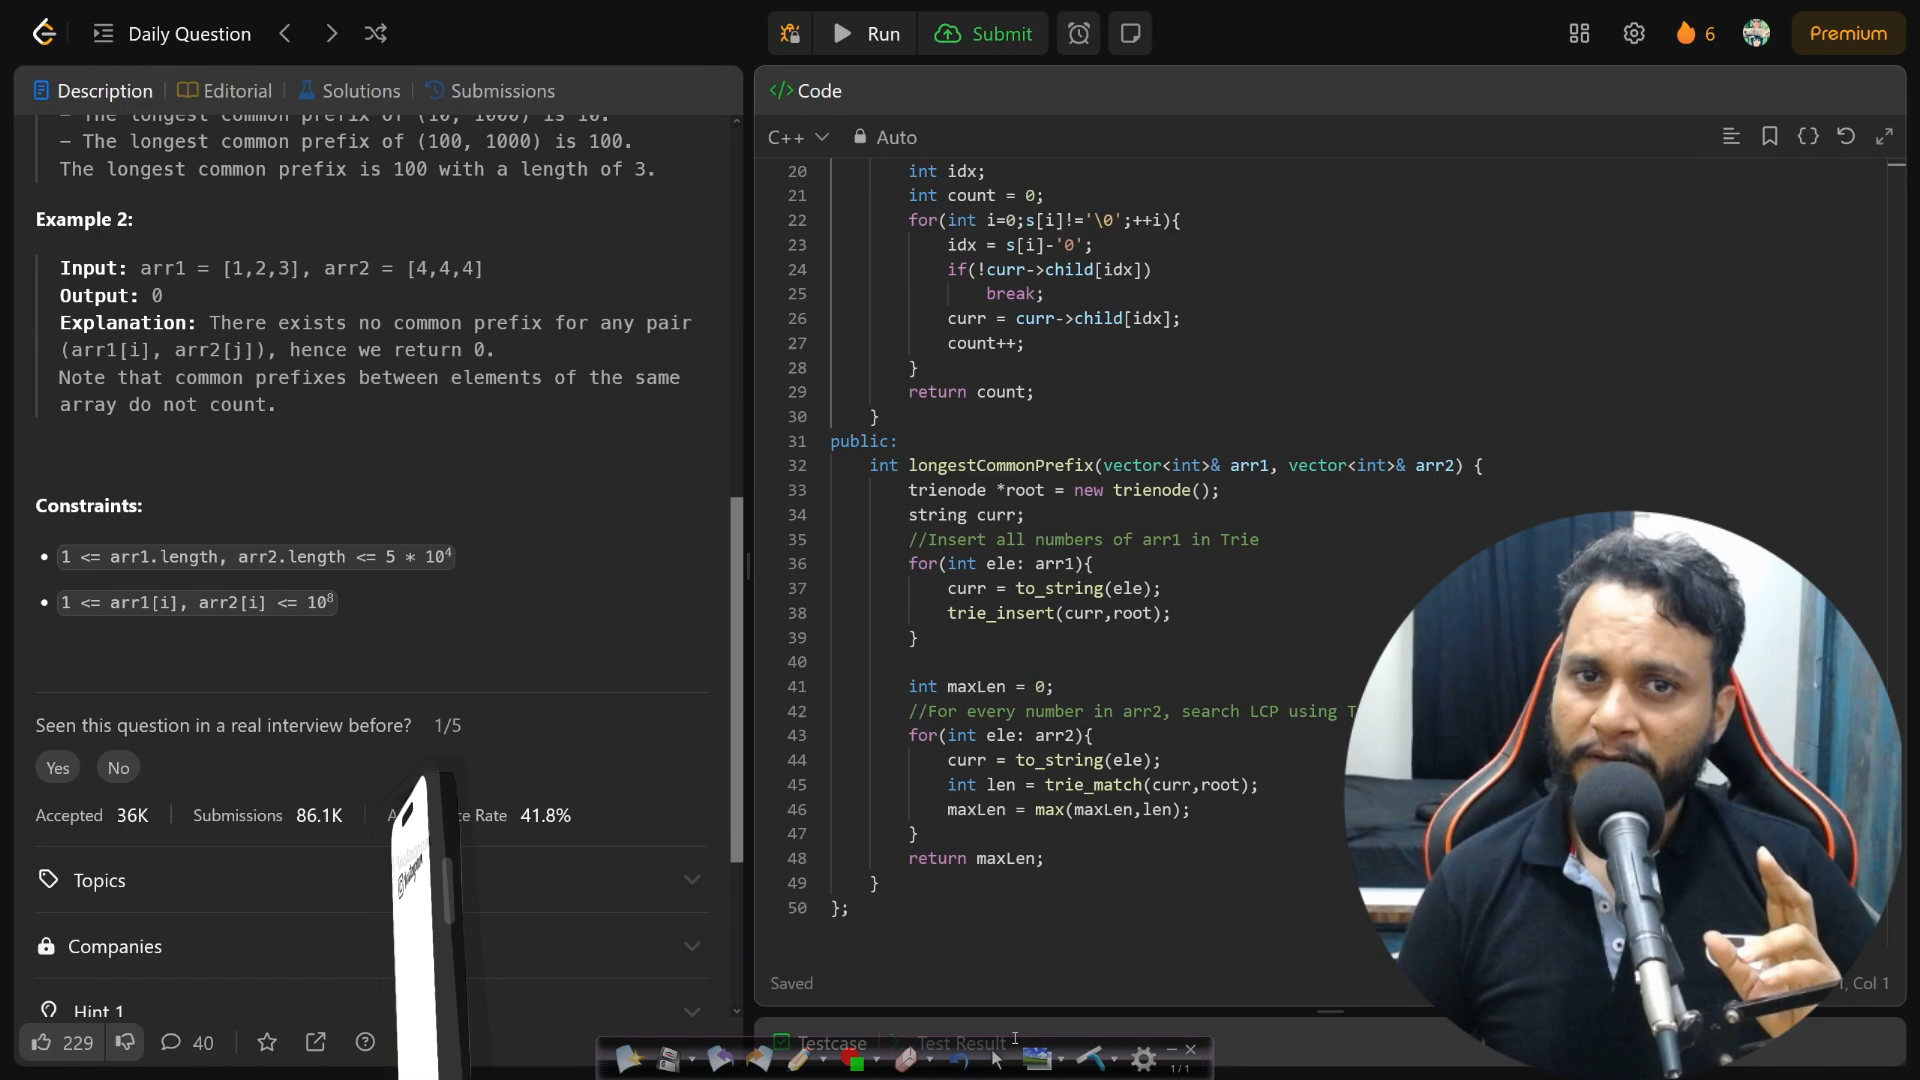 Daily Question
Run
Submit
6
Premium
Description
Editorial
Solutions
Submissions
- The longest common prefix of (10, 1000) is 10.
- The longest common prefix of (100, 1000) is 100.
The longest common prefix is 100 with a length of 3.
Example 2:
Input: arr1 = [1,2,3], arr2 = [4,4,4]
Output: 0
Explanation: There exists no common prefix for any pair
(arr1[i], arr2[j]), hence we return 0.
Note that common prefixes between elements of the same
array do not count.
Constraints:
1 <= arr1.length, arr2.length <= 5 * 10⁴
1 <= arr1[i], arr2[i] <= 10⁸
Seen this question in a real interview before? 1/5
Yes No
Accepted 36K Submissions 86.1K Rate 41.8%
Topics
Companies
Hint 1
229 40
</> Code
C++ Auto
20 int idx;
21 int count = 0;
22 for(int i=0;s[i]!='\0';++i){
23 idx = s[i]-'0';
24 if(!curr->child[idx])
25 break;
26 curr = curr->child[idx];
27 count++;
28 }
29 return count;
30 }
31 public:
32 int longestCommonPrefix(vector<int>& arr1, vector<int>& arr2) {
33 trienode *root = new trienode();
34 string curr;
35 //Insert all numbers of arr1 in Trie
36 for(int ele: arr1){
37 curr = to_string(ele);
38 trie_insert(curr,root);
39 }
40
41 int maxLen = 0;
42 //For every number in arr2, search LCP using T
43 for(int ele: arr2){
44 curr = to_string(ele);
45 int len = trie_match(curr,root);
46 maxLen = max(maxLen,len);
47 }
48 return maxLen;
49 }
50 };
Saved
, Col 1
Testcase
Test Result
1/1